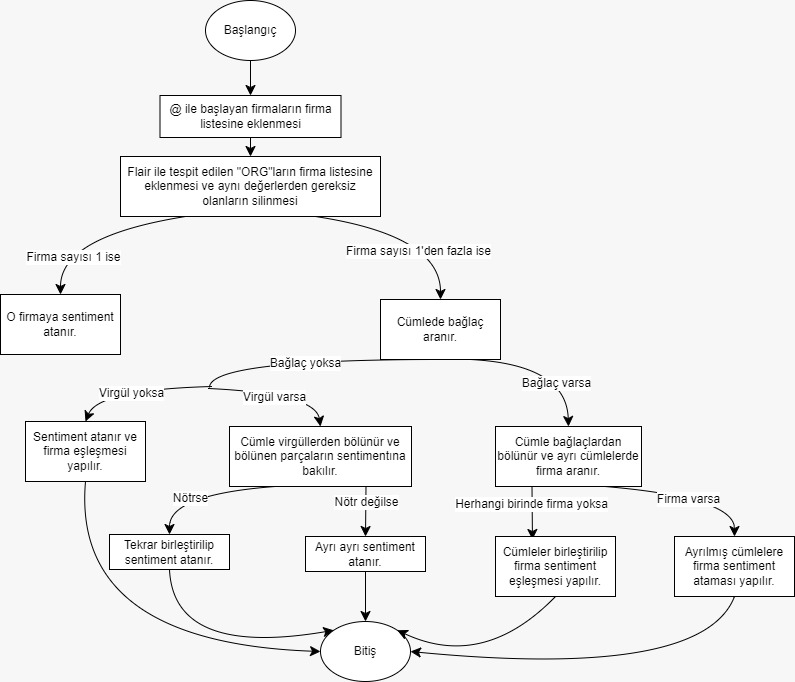 Başlangıç
@ ile başlayan firmaların firma
listesine eklenmesi
Flair ile tespit edilen "ORG"ların firma listesine
eklenmesi ve aynı değerlerden gereksiz
olanların silinmesi
Firma sayısı 1 ise
Firma sayısı 1'den fazla ise
O firmaya sentiment
atanır.
Cümlede bağlaç
aranır.
Bağlaç yoksa
Bağlaç varsa
Virgül yoksa
Virgül varsa
Sentiment atanır ve
firma eşleşmesi
yapılır.
Cümle virgüllerden bölünür ve
bölünen parçaların sentimentına
bakılır.
Cümle bağlaçlardan
bölünür ve ayrı cümlelerde
firma aranır.
Nötrse
Nötr değilse
Herhangi birinde firma yoksa
Firma varsa
Tekrar birleştirilip
sentiment atanır.
Ayrı ayrı sentiment
atanır.
Cümleler birleştirilip
firma sentiment
eşleşmesi yapılır.
Ayrılmış cümlelere
firma sentiment
ataması yapılır.
Bitiş